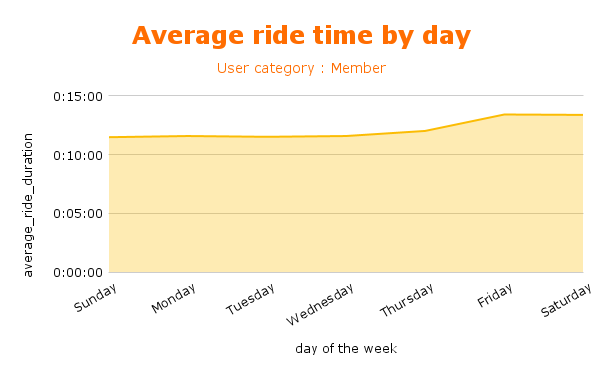 Average ride time by day
User category : Member
average_ride_duration
0:15:00
0:10:00
0:05:00
0:00:00
Sunday
Monday
Tuesday
Wednesday
Thursday
Friday
Saturday
day of the week